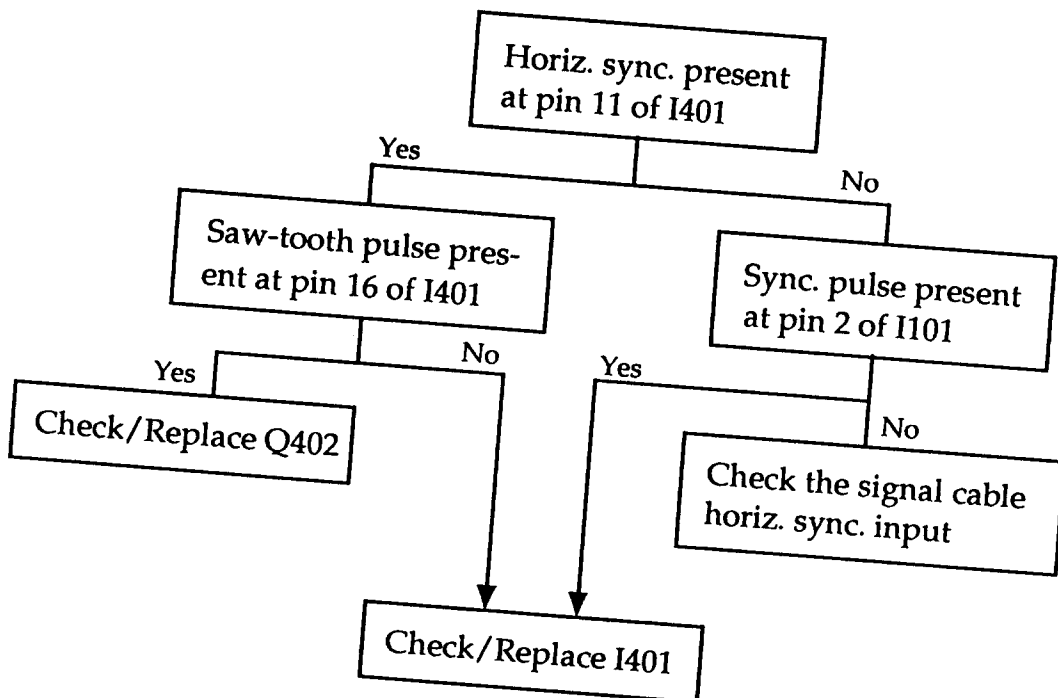 Horiz. sync. present
at pin 11 of I401
Yes
No
Saw-tooth pulse pres-
ent at pin 16 of I401
Sync. pulse present
at pin 2 of I101
Yes
No
Yes
No
Check/Replace Q402
Check the signal cable
horiz. sync. input
Check/Replace I401